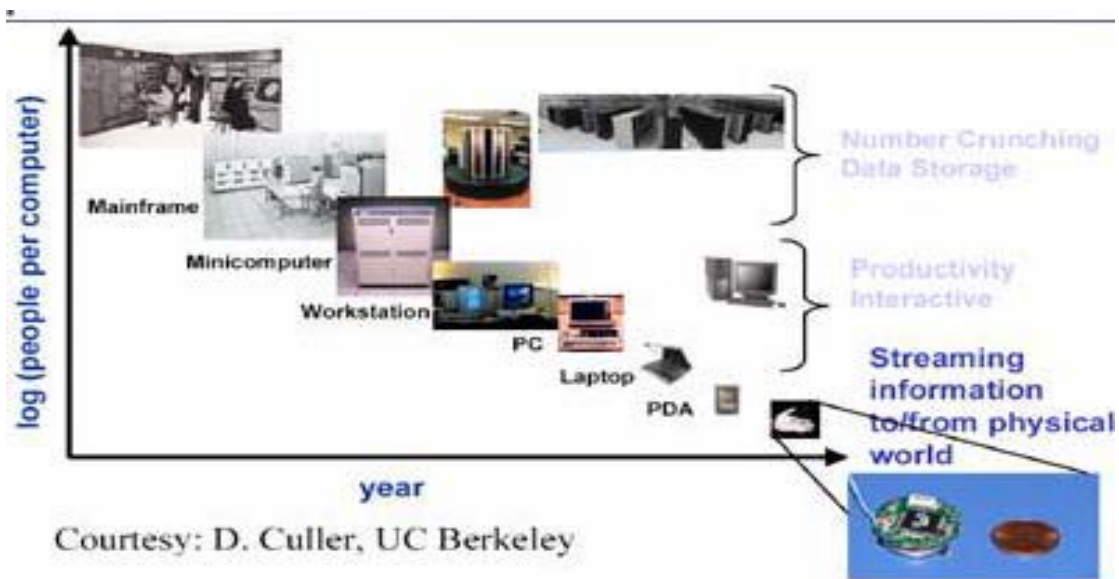 log (people per computer)
Mainframe
Minicomputer
Workstation
PC
Laptop
PDA
Number Crunching
Data Storage
Productivity
Interactive
Streaming
information
to/from physical
world
year
Courtesy: D. Culler, UC Berkeley